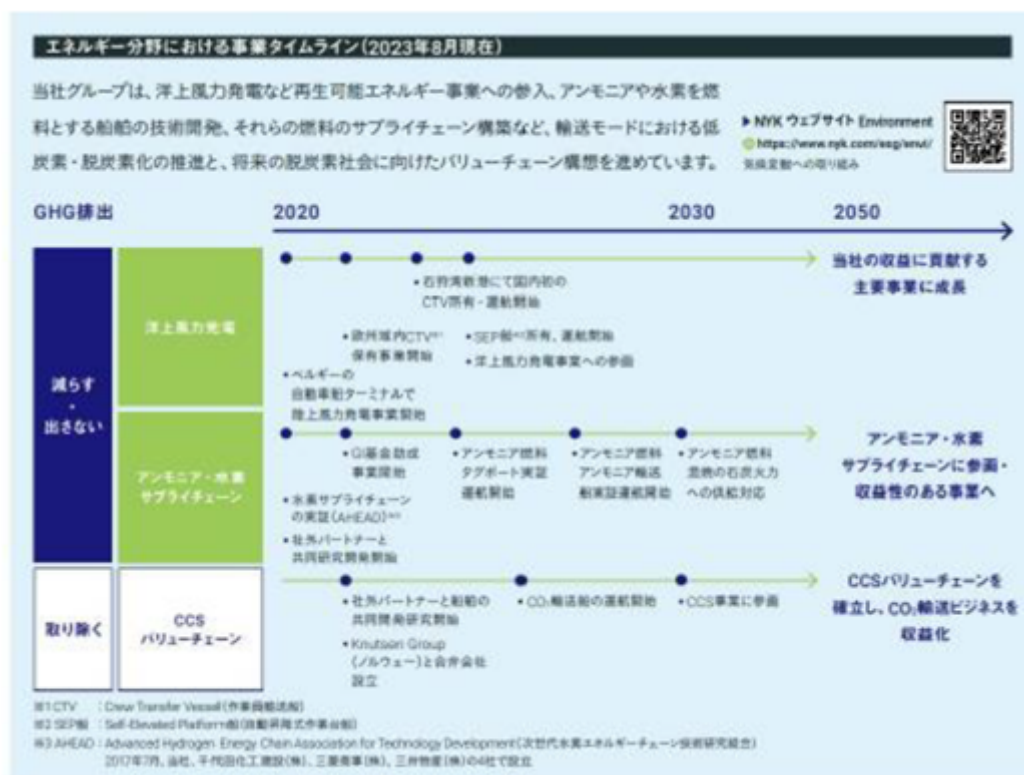 エネルギー分野における事業タイムライン(2023年8月現在)
当社グループは、洋上風力発電など再生可能エネルギー事業への参入、アンモニアや水素を燃
料とする船舶の技術開発、それらの燃料のサプライチェーン構築など、輸送モードにおける低
炭素・脱炭素化の推進と、将来の脱炭素社会に向けたバリューチェーン構想を進めています。
▶ NYK ウェブサイト Environment
https://www.nyk.com/esg/envi/
気候変動への取り組み
GHG排出
2020
2030
2050
減らす
・
出さない
洋上風力発電
• 石狩湾新港にて国内初の
CTV所有・運航開始
• 欧州域内CTV※1
保有事業開始
• SEP船※2所有、運航開始
• 洋上風力発電事業への参画
• ベルギーの
自動車船ターミナルで
陸上風力発電事業開始
当社の収益に貢献する
主要事業に成長
アンモニア・水素
サプライチェーン
• GI基金助成
事業開始
• アンモニア燃料
タグボート実証
運航開始
• アンモニア燃料
アンモニア輸送
船実証運航開始
• アンモニア燃料
混焼の石炭火力
への供給対応
• 水素サプライチェーン
の実証(AHEAD)※3
• 社外パートナーと
共同研究開発開始
アンモニア・水素
サプライチェーンに参画・
収益性のある事業へ
取り除く
CCS
バリューチェーン
• 社外パートナーと船舶の
共同開発研究開始
• Knutsen Group
(ノルウェー)と合弁会社
設立
• CO₂輸送船の運航開始
• CCS事業に参画
CCSバリューチェーンを
確立し、CO₂輸送ビジネスを
収益化
※1 CTV : Crew Transfer Vessel(作業員輸送船)
※2 SEP船 : Self-Elevated Platform船(自動昇降式作業台船)
※3 AHEAD : Advanced Hydrogen Energy Chain Association for Technology Development(次世代水素エネルギーチェーン技術研究組合)
2017年7月、当社、千代田化工建設(株)、三菱商事(株)、三井物産(株)の4社で設立